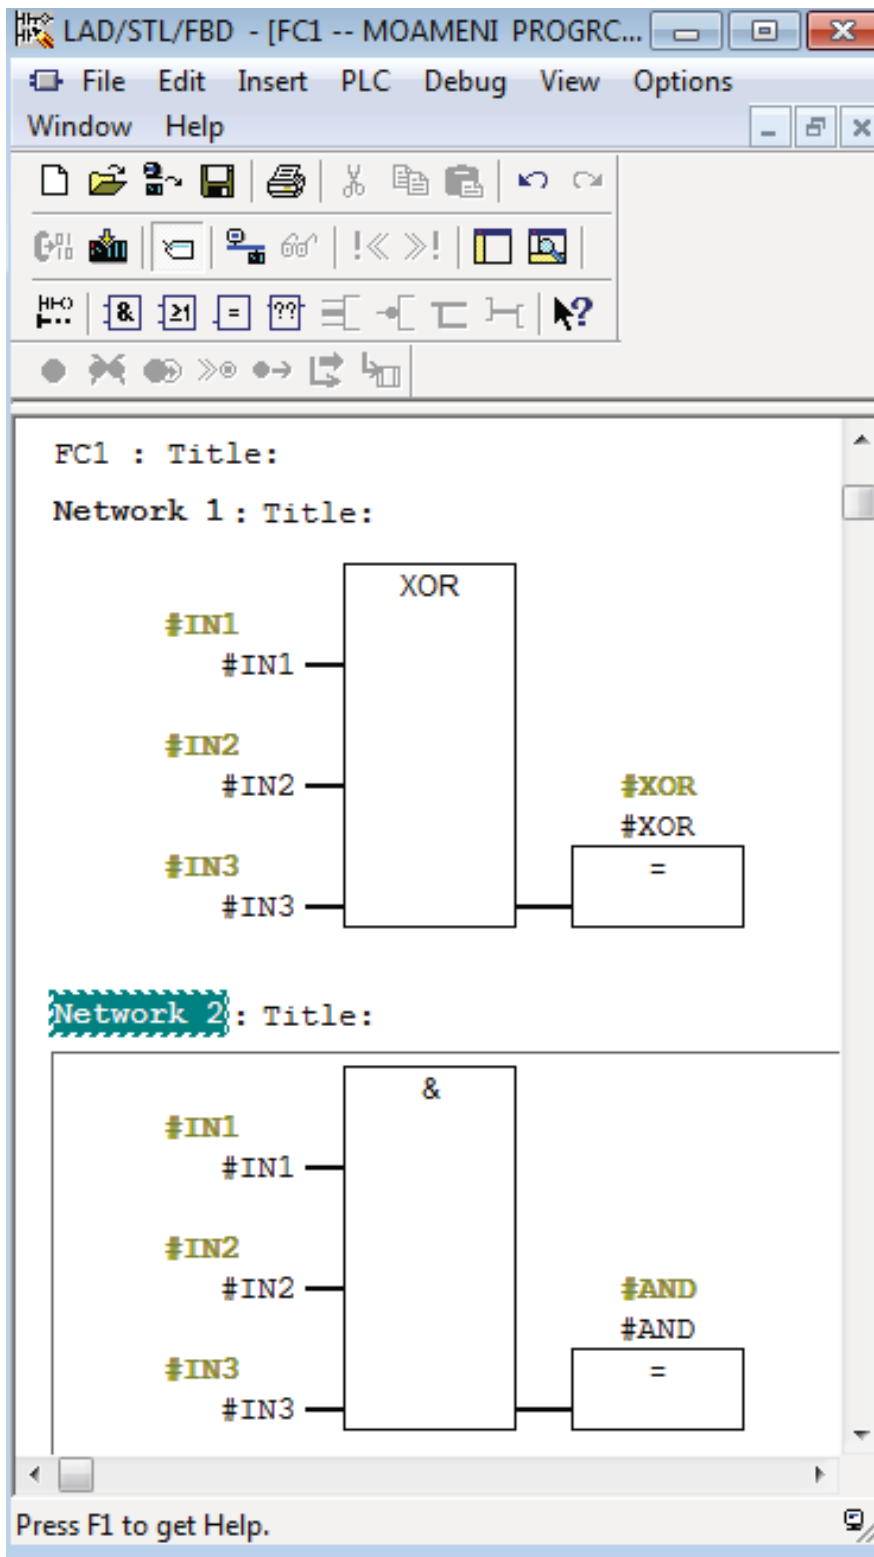 LAD/STL/FBD - [FC1 -- MOAMENI PROGRC...
File Edit Insert PLC Debug View Options
Window Help
!« »!
& ≥1 = ?? ?
FC1 : Title:
Network 1 : Title:
XOR
#IN1
#IN1
#IN2
#IN2
#XOR
#XOR
=
#IN3
#IN3
Network 2 : Title:
&
#IN1
#IN1
#IN2
#IN2
#AND
#AND
=
#IN3
#IN3
Press F1 to get Help.